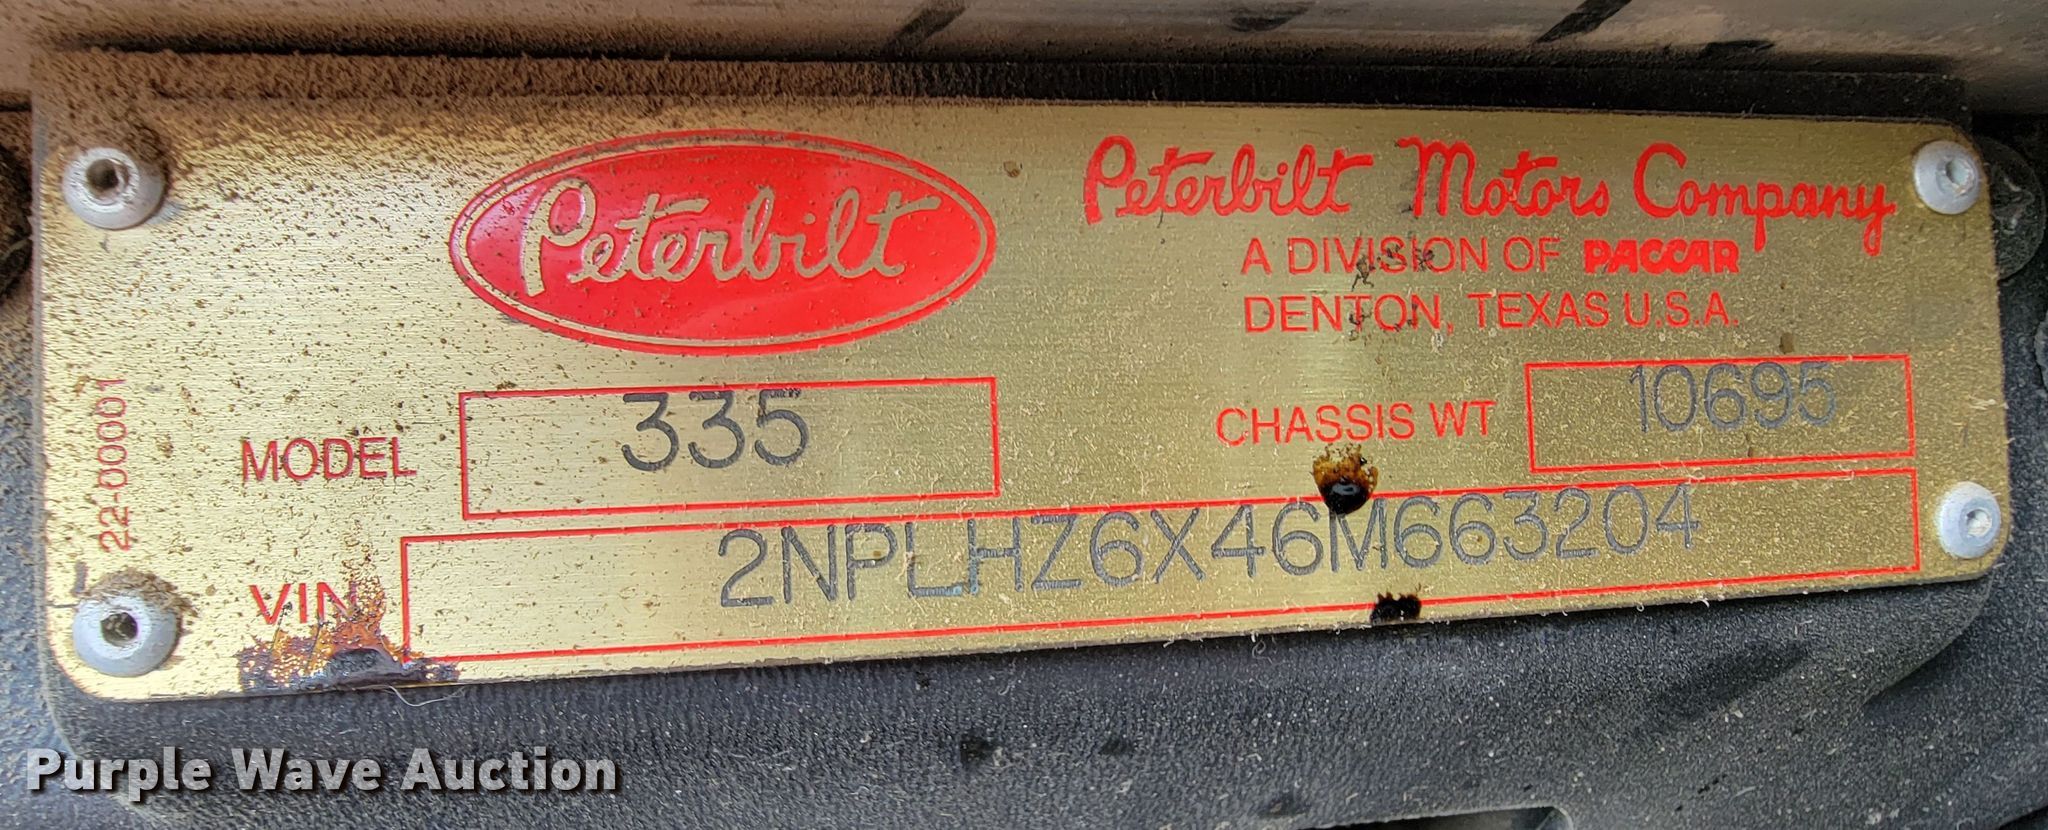 Peterbilt
Peterbilt Motors Company
A DIVISION OF PACCAR
DENTON, TEXAS U.S.A.
MODEL 335
CHASSIS WT 10695
VIN 2NPLHZ6X46M663204
22-00001
Purple Wave Auction